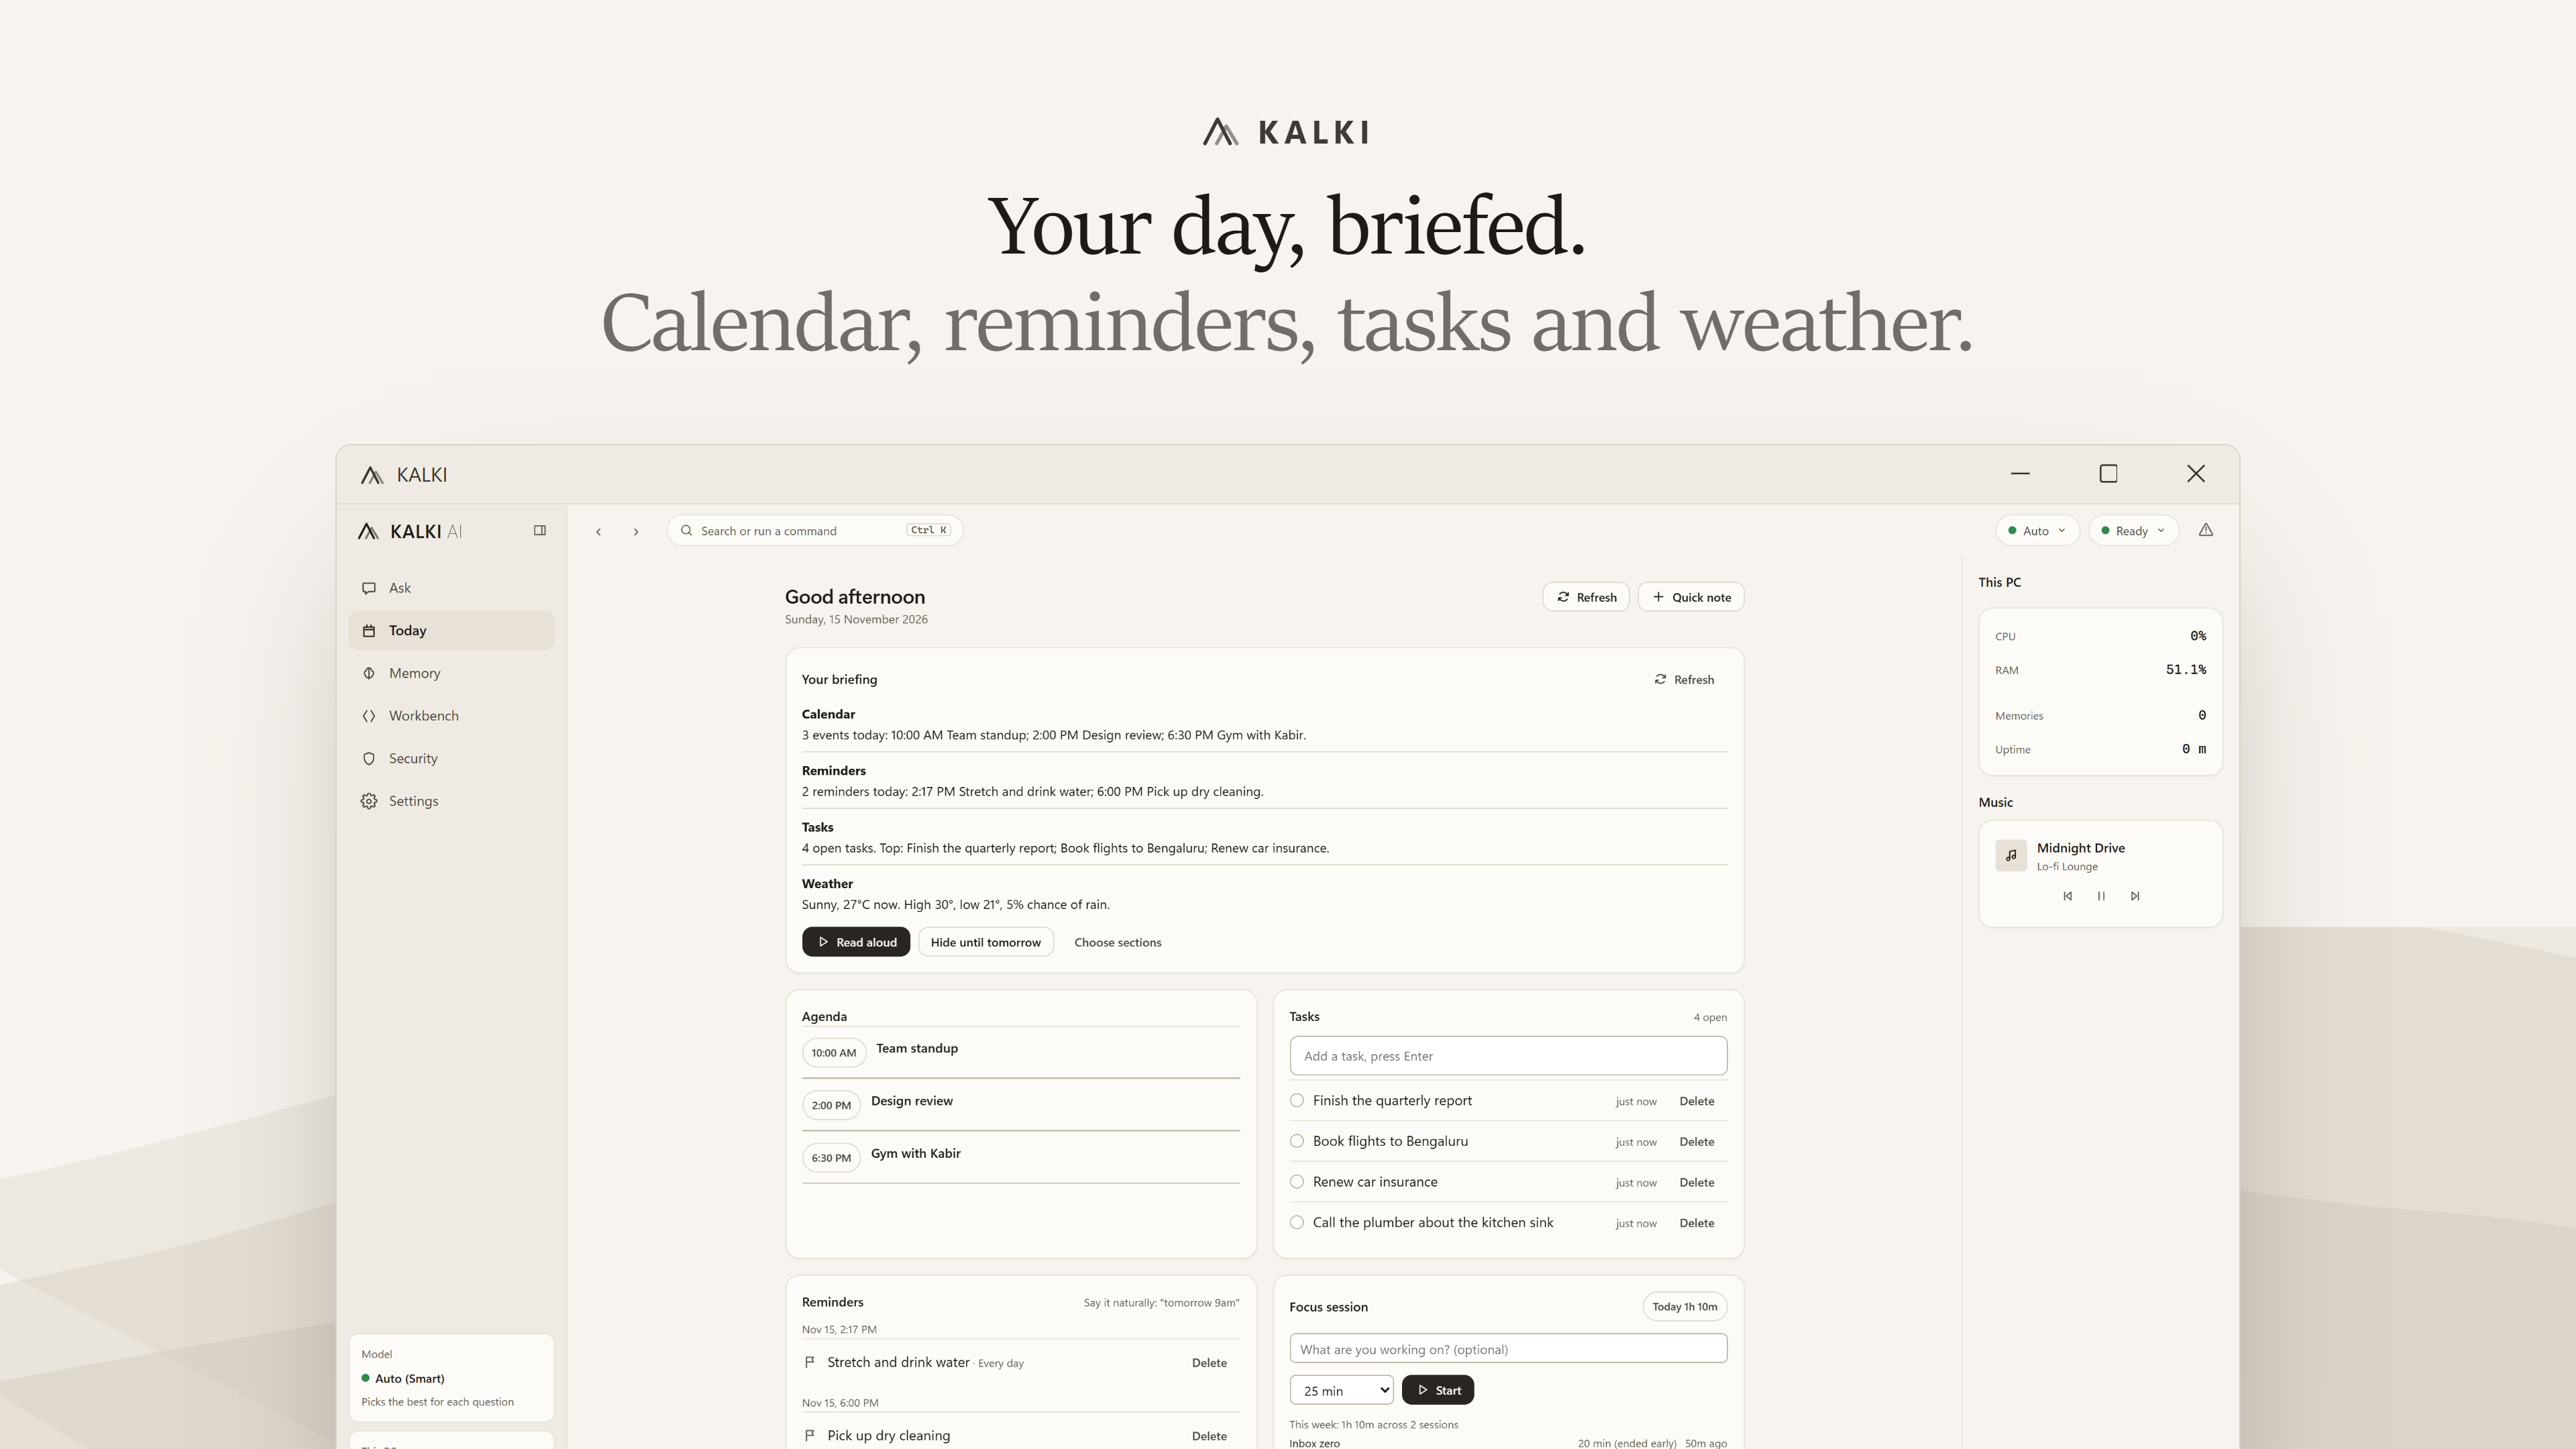 KALKI
Your day, briefed.
Calendar, reminders, tasks and weather.
KALKI
KALKI AI
Search or run a command
Ctrl K
Auto
Ready
Ask
Today
Memory
Workbench
Security
Settings
Model
Auto (Smart)
Picks the best for each question
Good afternoon
Sunday, 15 November 2026
Refresh
Quick note
Your briefing
Refresh
Calendar
3 events today: 10:00 AM Team standup; 2:00 PM Design review; 6:30 PM Gym with Kabir.
Reminders
2 reminders today: 2:17 PM Stretch and drink water; 6:00 PM Pick up dry cleaning.
Tasks
4 open tasks. Top: Finish the quarterly report; Book flights to Bengaluru; Renew car insurance.
Weather
Sunny, 27°C now. High 30°, low 21°, 5% chance of rain.
Read aloud
Hide until tomorrow
Choose sections
Agenda
10:00 AM Team standup
2:00 PM Design review
6:30 PM Gym with Kabir
Tasks
4 open
Add a task, press Enter
Finish the quarterly report just now Delete
Book flights to Bengaluru just now Delete
Renew car insurance just now Delete
Call the plumber about the kitchen sink just now Delete
Reminders
Say it naturally: "tomorrow 9am"
Nov 15, 2:17 PM
Stretch and drink water · Every day Delete
Nov 15, 6:00 PM
Pick up dry cleaning Delete
Focus session
Today 1h 10m
What are you working on? (optional)
25 min
Start
This week: 1h 10m across 2 sessions
Inbox zero 20 min (ended early) 50m ago
This PC
CPU 0%
RAM 51.1%
Memories 0
Uptime 0 m
Music
Midnight Drive
Lo-fi Lounge